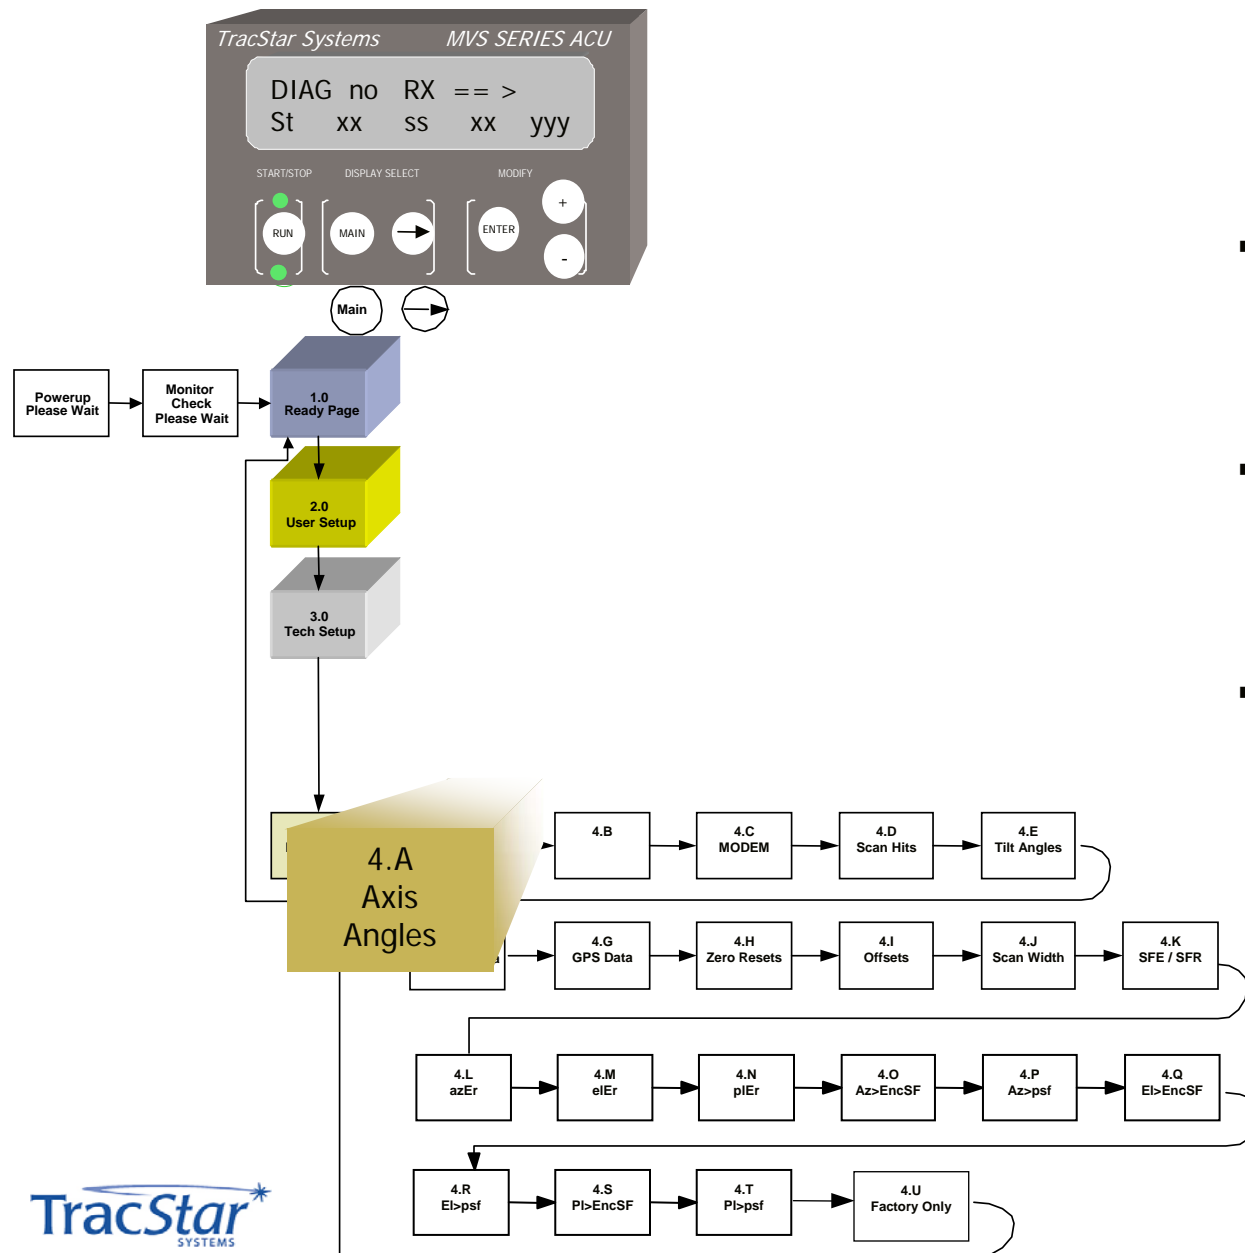 TracStar Systems MVS SERIES ACU
DIAG no RX == >
St xx ss xx yyy
START/STOP DISPLAY SELECT MODIFY
RUN MAIN ENTER + -
Main
Powerup
Please Wait
Monitor
Check
Please Wait
1.0
Ready Page
2.0
User Setup
3.0
Tech Setup
4.A
Axis
Angles
4.B
4.C
MODEM
4.D
Scan Hits
4.E
Tilt Angles
4.G
GPS Data
4.H
Zero Resets
4.I
Offsets
4.J
Scan Width
4.K
SFE / SFR
4.L
azEr
4.M
elEr
4.N
plEr
4.O
Az>EncSF
4.P
Az>psf
4.Q
El>EncSF
4.R
El>psf
4.S
Pl>EncSF
4.T
Pl>psf
4.U
Factory Only
TracStar
SYSTEMS